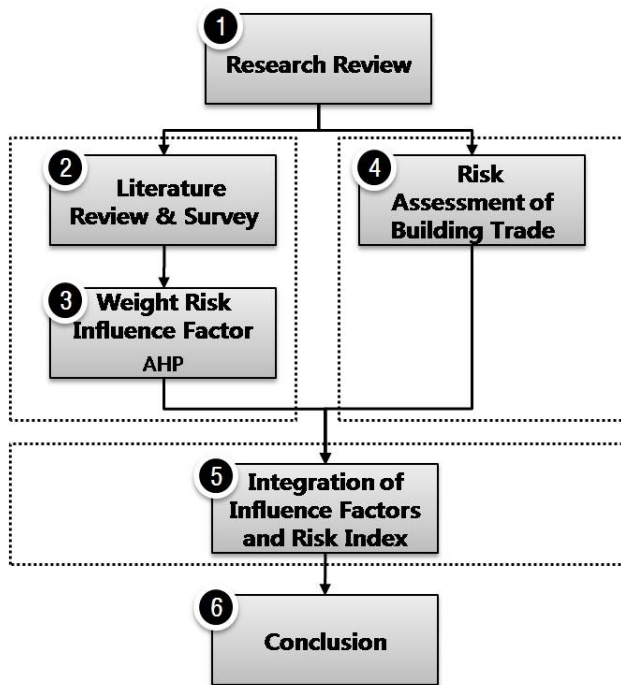 1
Research Review
2
Literature
Review & Survey
3
Weight Risk
Influence Factor
AHP
4
Risk
Assessment of
Building Trade
5
Integration of
Influence Factors
and Risk Index
6
Conclusion